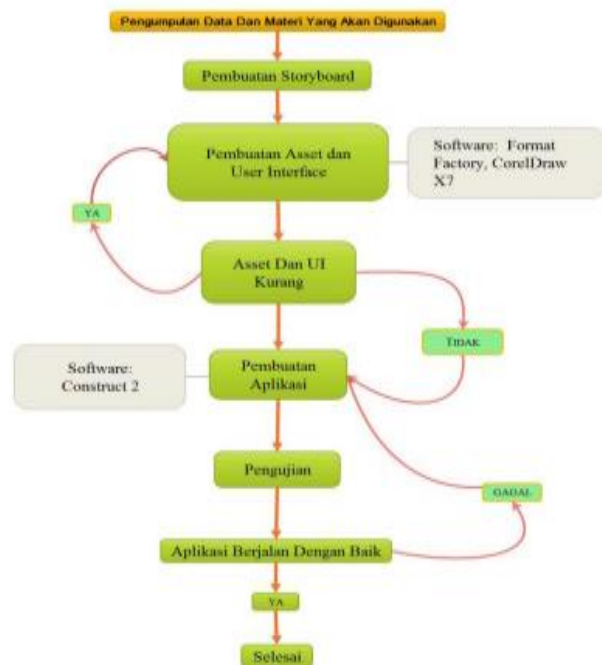 Pengumpulan Data Dan Materi Yang Akan Digunakan
Pembuatan Storyboard
Pembuatan Asset dan
User Interface
Software: Format
Factory, CorelDraw
X7
YA
Asset Dan UI
Kurang
TIDAK
Software:
Construct 2
Pembuatan
Aplikasi
Pengujian
GAGAL
Aplikasi Berjalan Dengan Baik
YA
Selesai